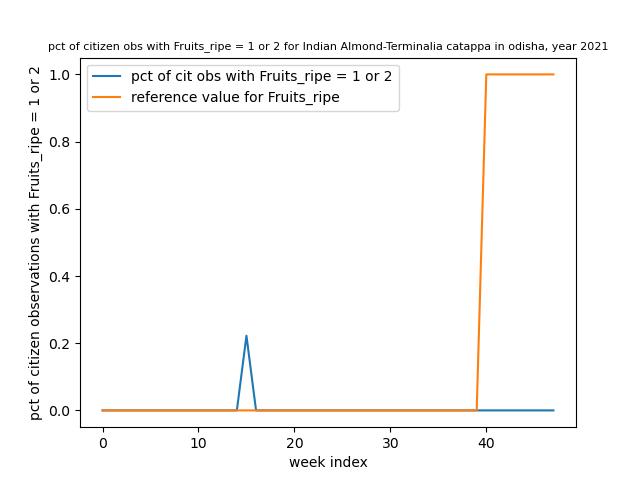 pct of citizen obs with Fruits_ripe = 1 or 2 for Indian Almond-Terminalia catappa in odisha, year 2021
pct of cit obs with Fruits_ripe = 1 or 2
reference value for Fruits_ripe
pct of citizen observations with Fruits_ripe = 1 or 2
1.0
0.8
0.6
0.4
0.2
0.0
0
10
20
30
40
week index